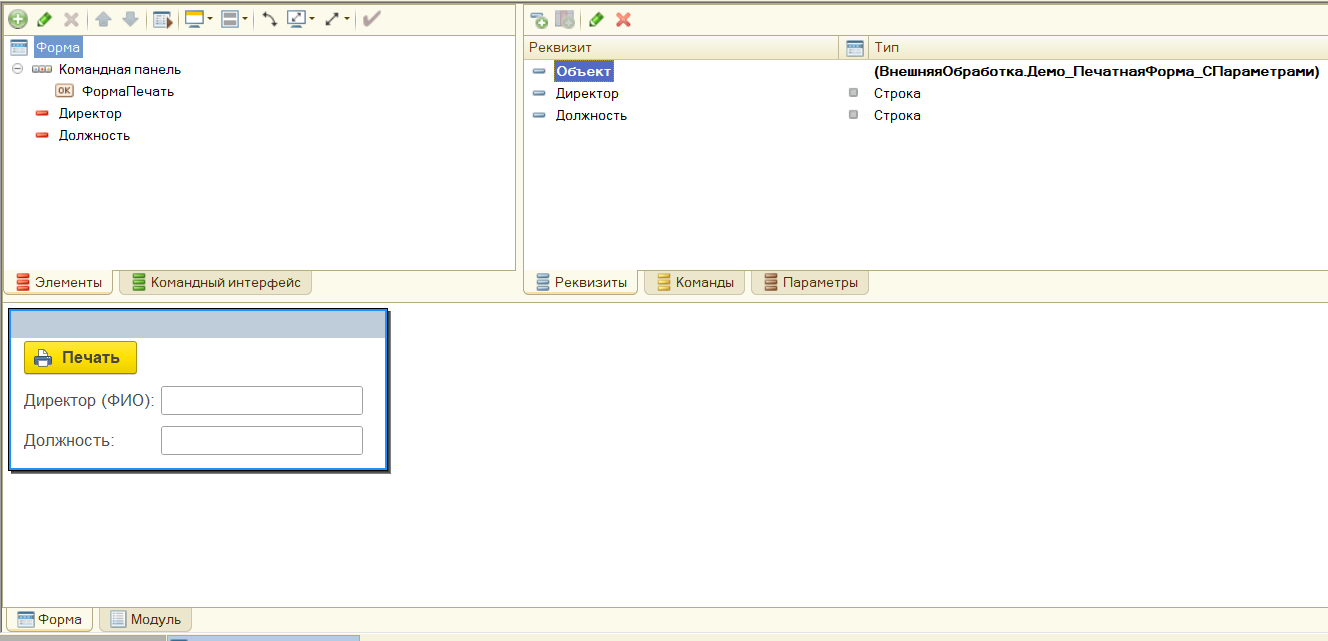 Форма
Командная панель
OK ФормаПечать
Директор
Должность
Элементы Командный интерфейс
Реквизит Тип
Объект (ВнешняяОбработка.Демо_ПечатнаяФорма_СПараметрами)
Директор Строка
Должность Строка
Реквизиты Команды Параметры
Печать
Директор (ФИО):
Должность:
Форма Модуль